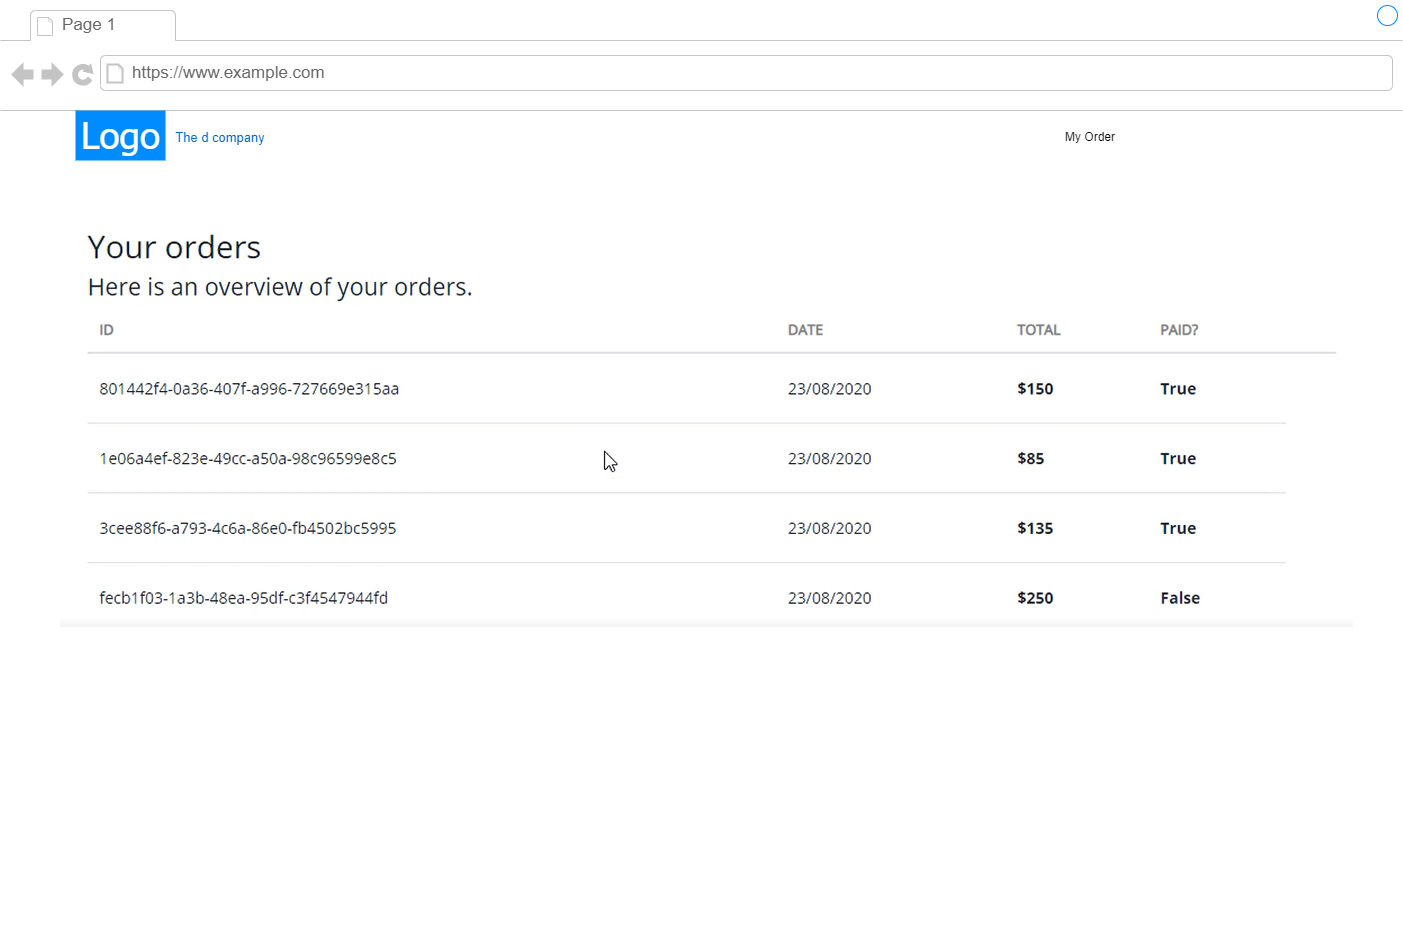 Page 1
https://www.example.com
Logo The d company My Order
Your orders
Here is an overview of your orders.
ID DATE TOTAL PAID?
801442f4-0a36-407f-a996-727669e315aa 23/08/2020 $150 True
1e06a4ef-823e-49cc-a50a-98c96599e8c5 23/08/2020 $85 True
3cee88f6-a793-4c6a-86e0-fb4502bc5995 23/08/2020 $135 True
fecb1f03-1a3b-48ea-95df-c3f4547944fd 23/08/2020 $250 False